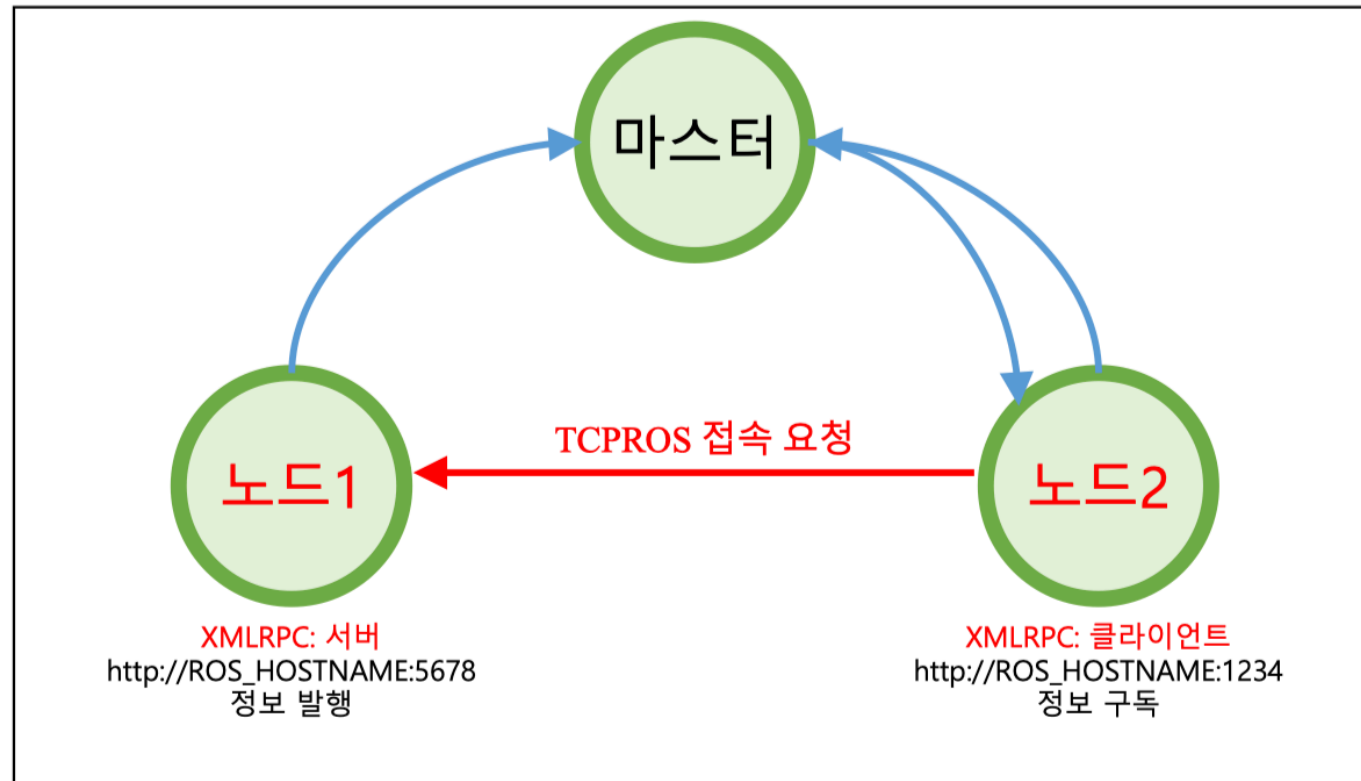 마스터
TCPROS 접속 요청
노드1
노드2
XMLRPC: 서버
http://ROS_HOSTNAME:5678
정보 발행
XMLRPC: 클라이언트
http://ROS_HOSTNAME:1234
정보 구독